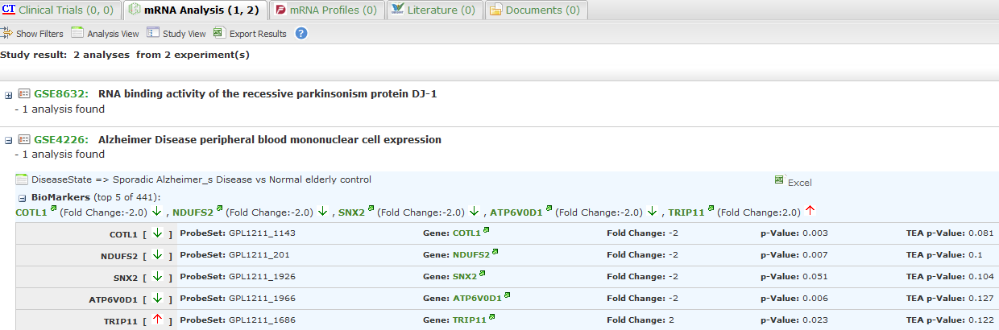 CT Clinical Trials (0, 0) mRNA Analysis (1, 2) mRNA Profiles (0) Literature (0) Documents (0)
Show Filters Analysis View Study View Export Results ?
Study result: 2 analyses from 2 experiment(s)
GSE8632: RNA binding activity of the recessive parkinsonism protein DJ-1
- 1 analysis found
GSE4226: Alzheimer Disease peripheral blood mononuclear cell expression
- 1 analysis found
DiseaseState => Sporadic Alzheimer_s Disease vs Normal elderly control Excel
BioMarkers (top 5 of 441):
COTL1 (Fold Change:-2.0) ↓ , NDUFS2 (Fold Change:-2.0) ↓ , SNX2 (Fold Change:-2.0) ↓ , ATP6V0D1 (Fold Change:-2.0) ↓ , TRIP11 (Fold Change:2.0) ↑
COTL1 [ ↓ ] ProbeSet: GPL1211_1143 Gene: COTL1 Fold Change: -2 p-Value: 0.003 TEA p-Value: 0.081
NDUFS2 [ ↓ ] ProbeSet: GPL1211_201 Gene: NDUFS2 Fold Change: -2 p-Value: 0.007 TEA p-Value: 0.1
SNX2 [ ↓ ] ProbeSet: GPL1211_1926 Gene: SNX2 Fold Change: -2 p-Value: 0.051 TEA p-Value: 0.104
ATP6V0D1 [ ↓ ] ProbeSet: GPL1211_1966 Gene: ATP6V0D1 Fold Change: -2 p-Value: 0.006 TEA p-Value: 0.127
TRIP11 [ ↑ ] ProbeSet: GPL1211_1686 Gene: TRIP11 Fold Change: 2 p-Value: 0.023 TEA p-Value: 0.122